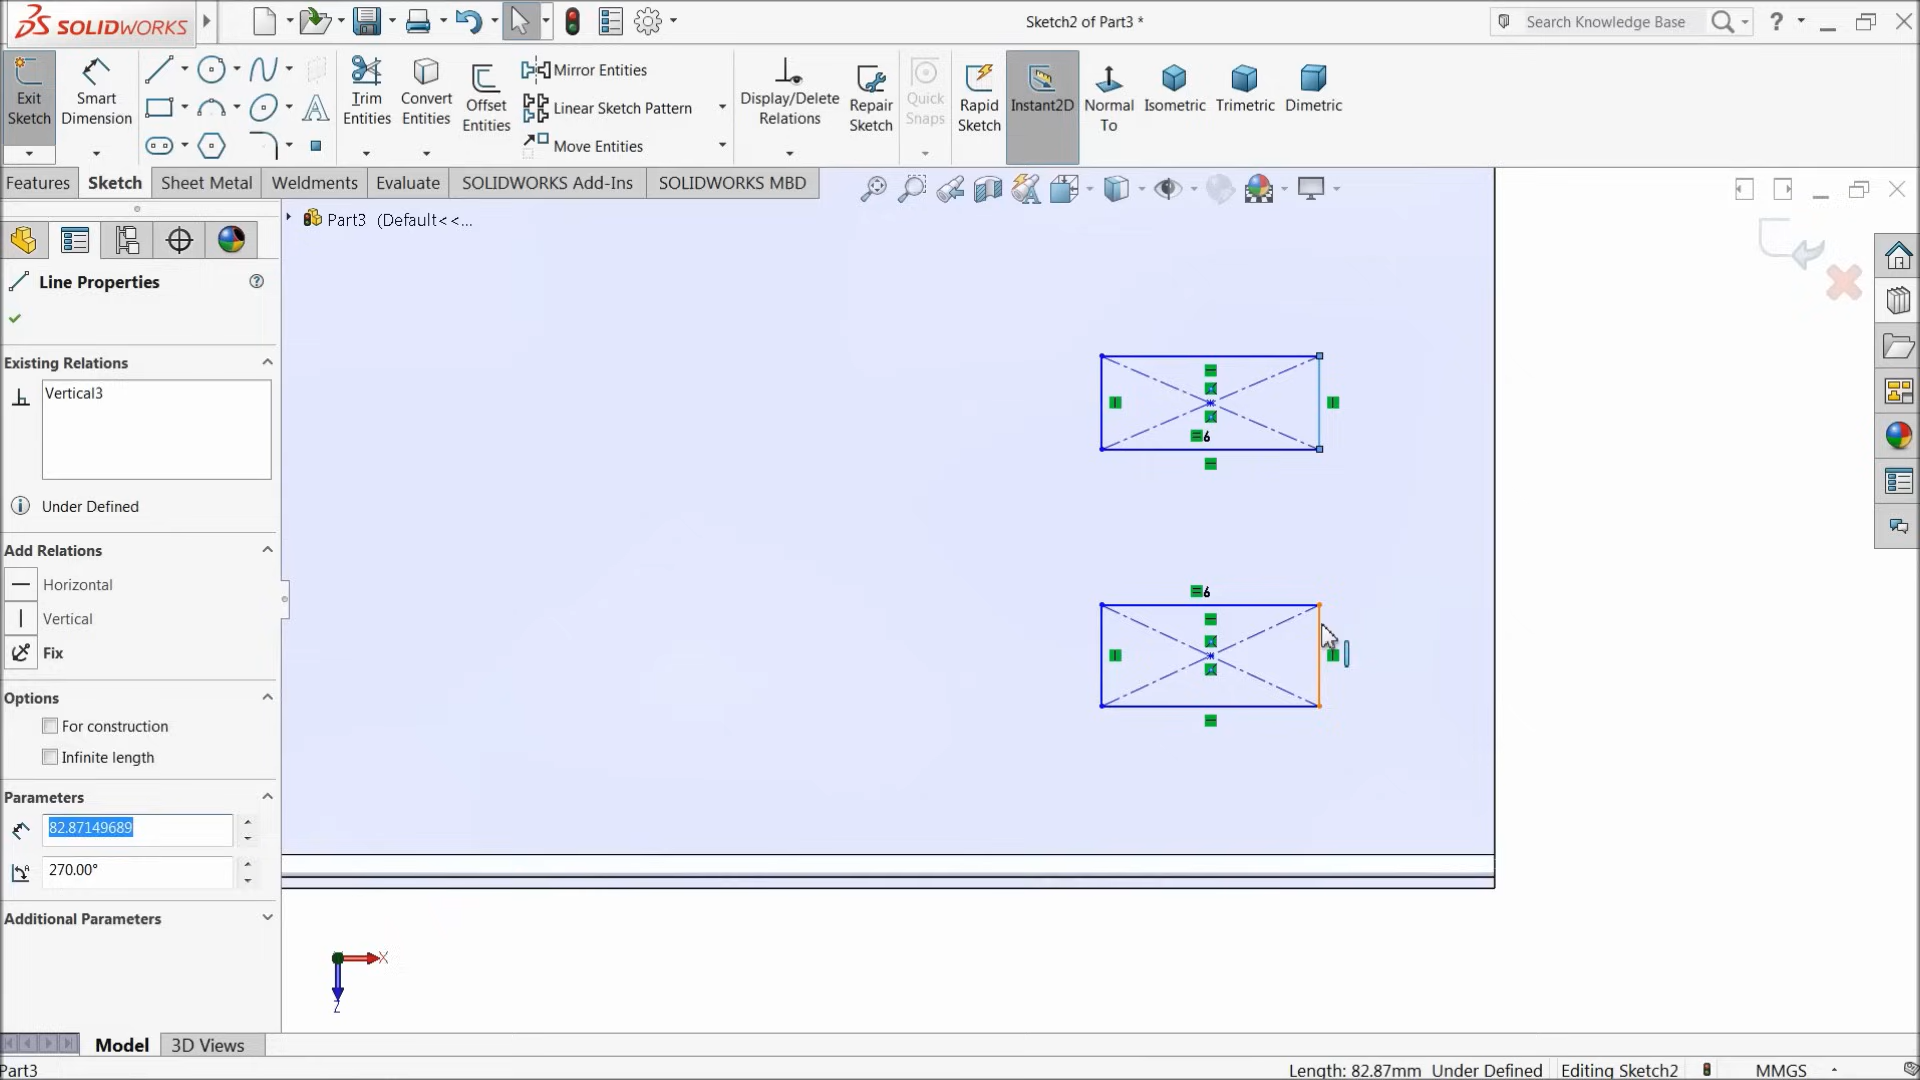 SOLIDWORKS
Sketch2 of Part3 *
Search Knowledge Base
?
Exit Sketch
Smart Dimension
Trim Entities
Convert Entities
Offset Entities
Mirror Entities
Linear Sketch Pattern
Move Entities
Display/Delete Relations
Repair Sketch
Quick Snaps
Rapid Sketch
Instant2D
Normal To
Isometric
Trimetric
Dimetric
Features
Sketch
Sheet Metal
Weldments
Evaluate
SOLIDWORKS Add-Ins
SOLIDWORKS MBD
Part3 (Default<<...
Line Properties
Existing Relations
Vertical3
Under Defined
Add Relations
Horizontal
Vertical
Fix
Options
For construction
Infinite length
Parameters
82.87149689
270.00°
Additional Parameters
6
6
X
Z
Model
3D Views
Part3
Length: 82.87mm
Under Defined
Editing Sketch2
MMGS